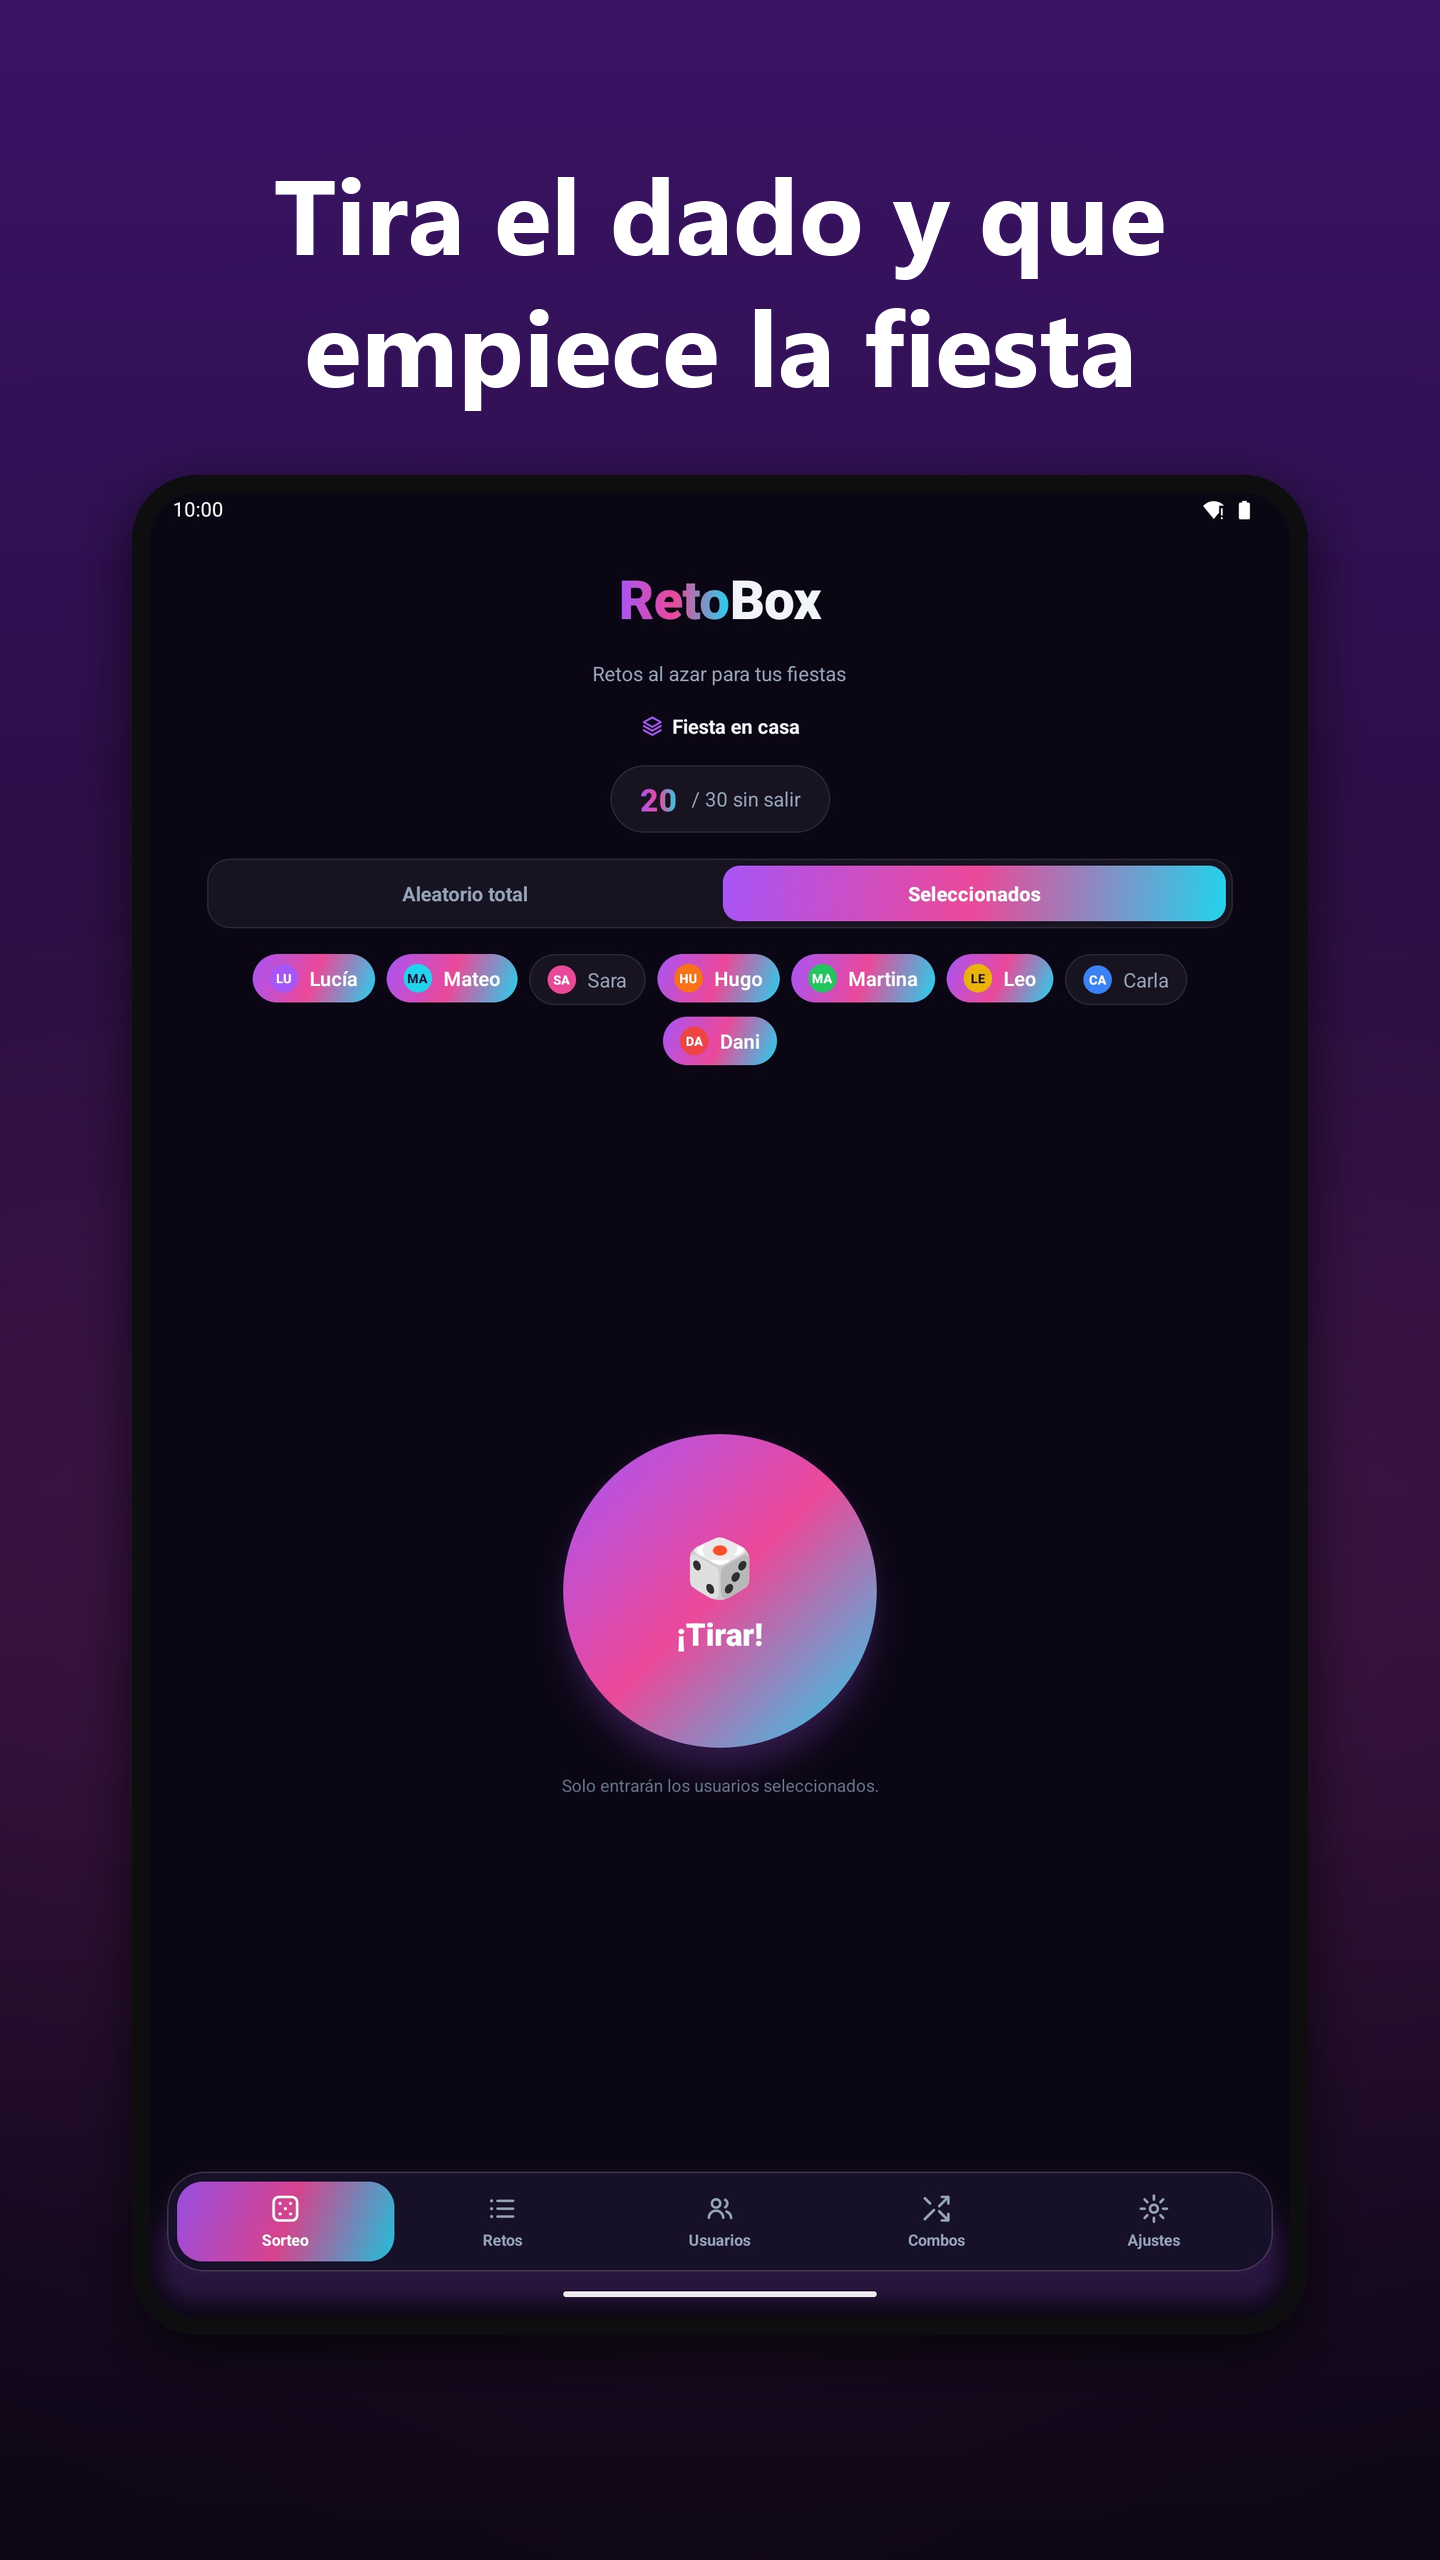 Tira el dado y que
empiece la fiesta
10:00
RetoBox
Retos al azar para tus fiestas
Fiesta en casa
20 / 30 sin salir
Aleatorio total Seleccionados
LU Lucía MA Mateo SA Sara HU Hugo MA Martina LE Leo CA Carla
DA Dani
¡Tirar!
Solo entrarán los usuarios seleccionados.
Sorteo Retos Usuarios Combos Ajustes